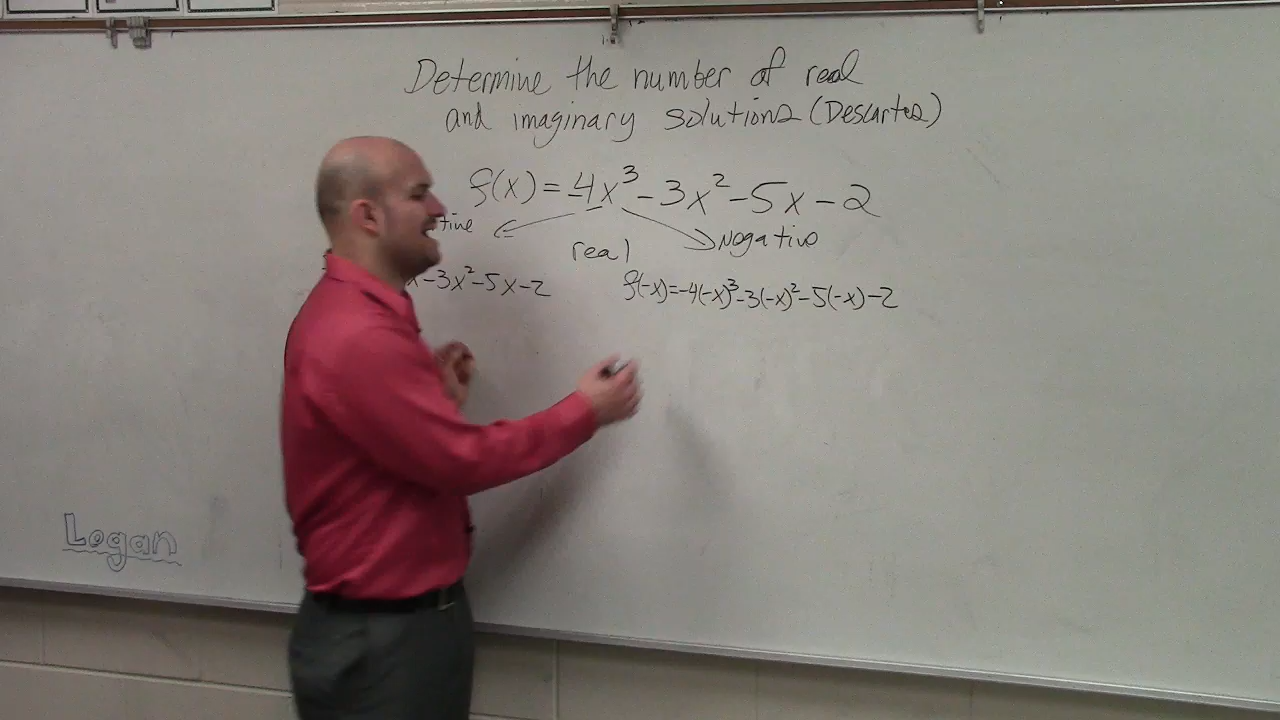 Determine the number of real
and imaginary solutions (Descartes)
f(x) = -4x³-3x²-5x-2
tive
real
Negative
x-3x²-5x-2
f(-x)=-4(-x)³-3(-x)²-5(-x)-2
Logan